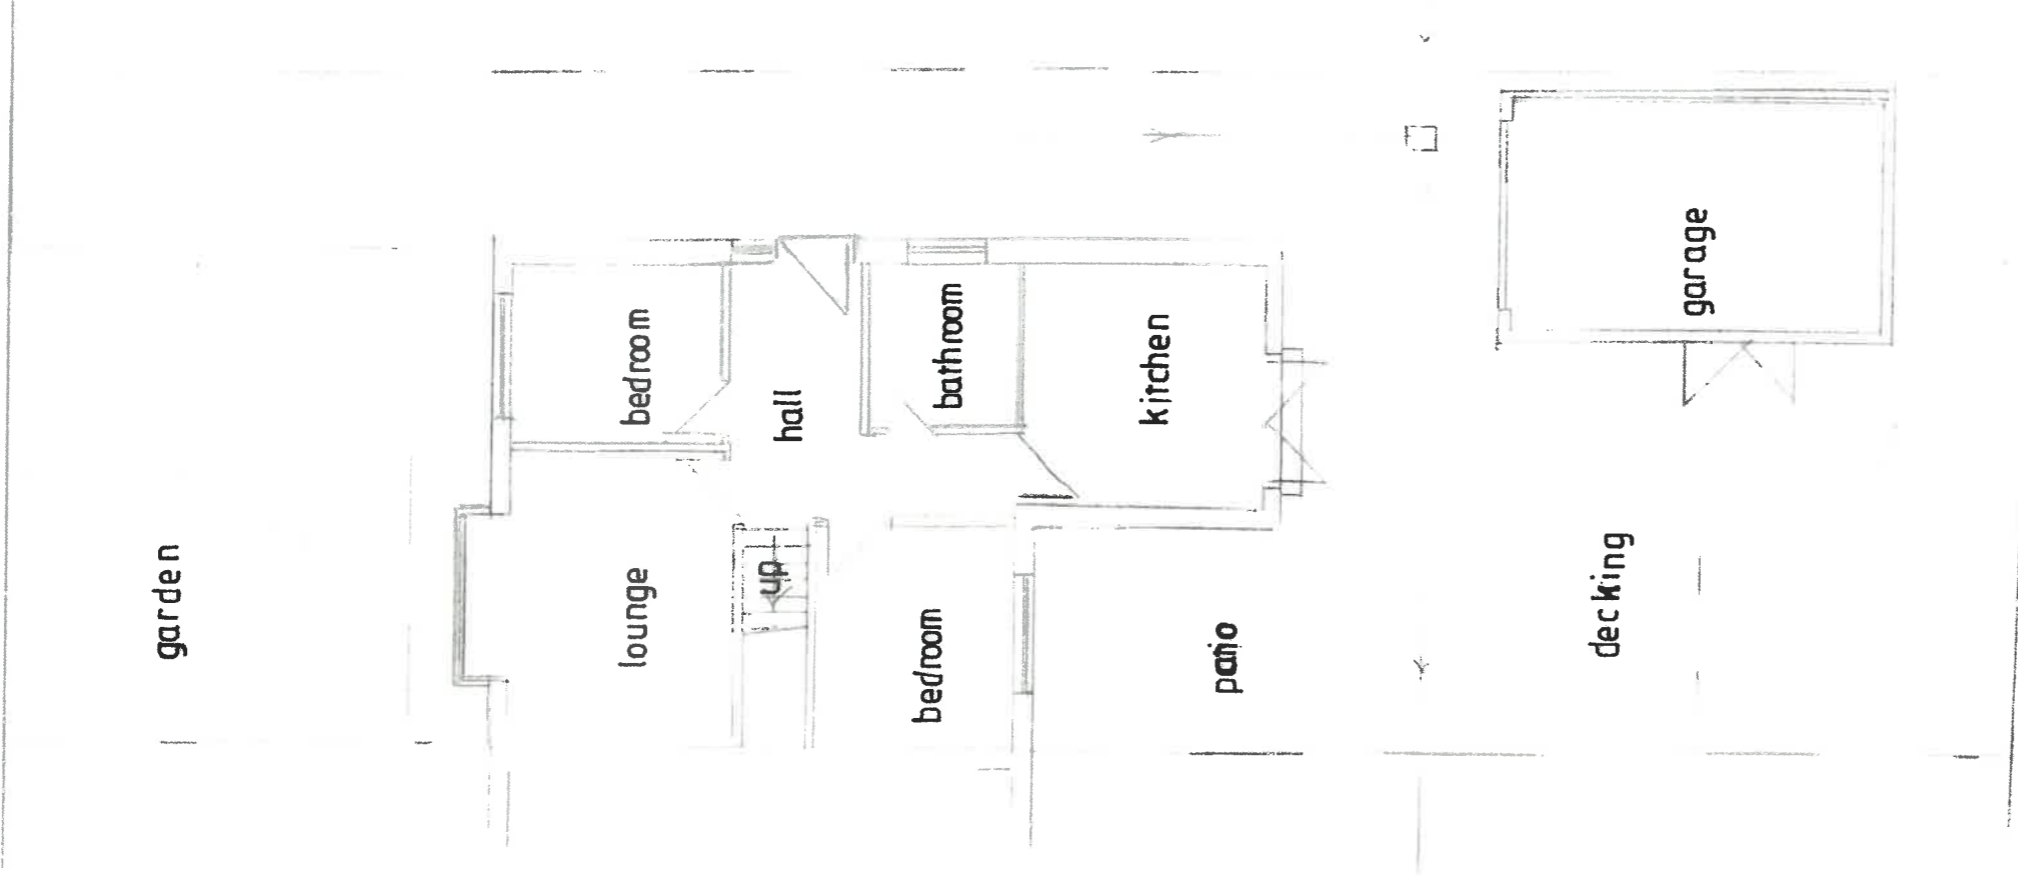 garden
bedroom
hall
bathroom
kitchen
garage
lounge
up
bedroom
patio
decking